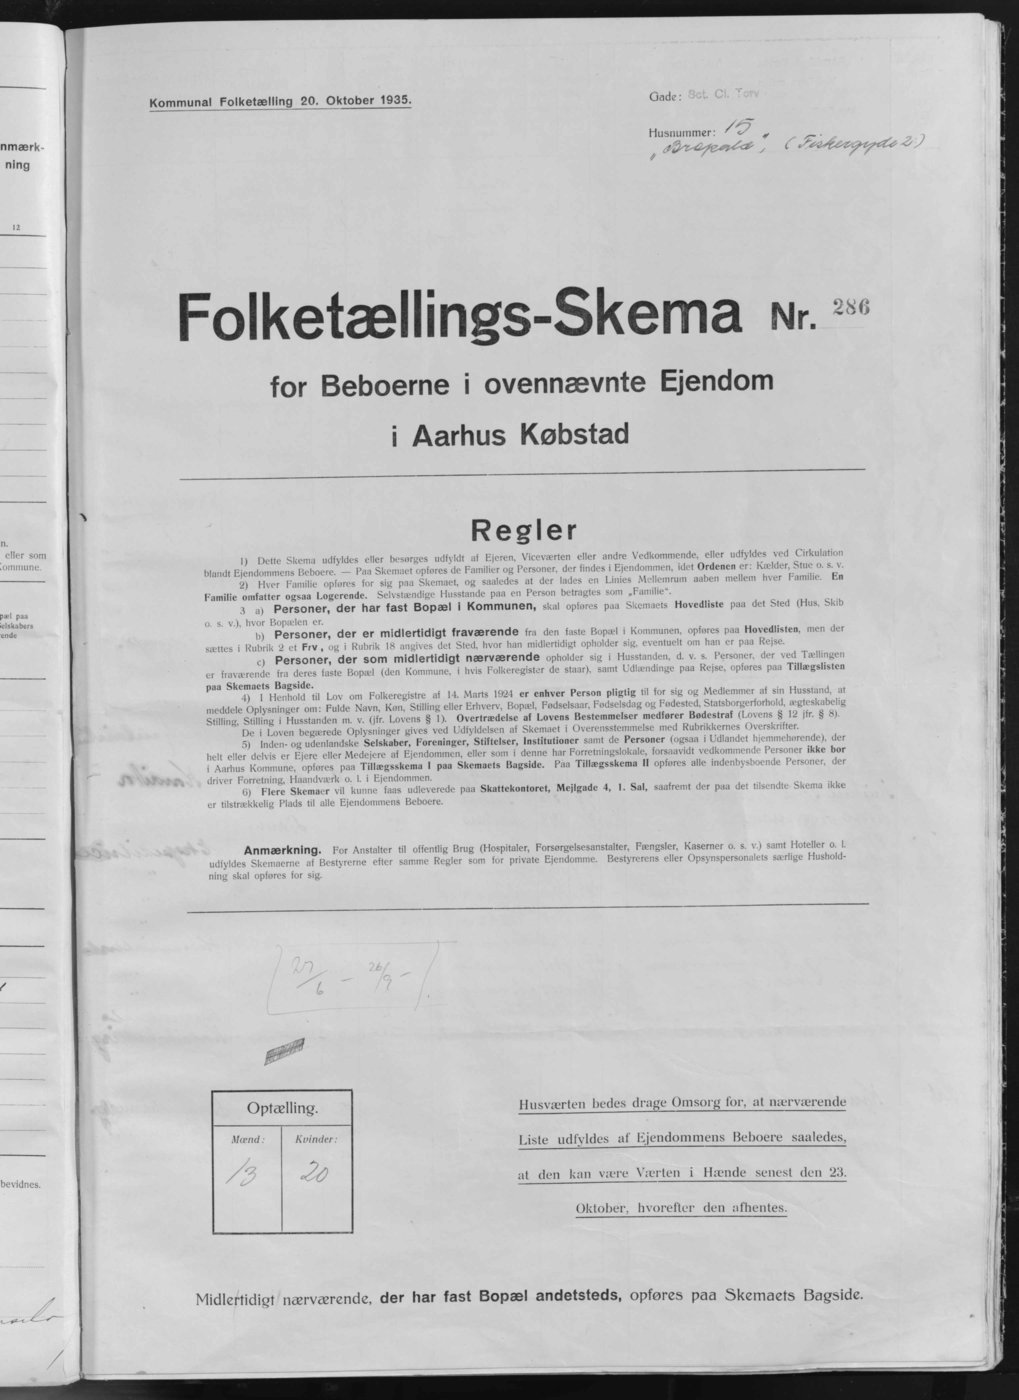 nmærk-
ning
12
n.
eller som
Kommune.
pæl paa
Selskabers
ende
bevidnes.
Kommunal Folketælling 20. Oktober 1935.
Gade: Sct. Cl. Torv
Husnummer: 15
(Fiskergyde 2)
Folketællings-Skema Nr. 286
for Beboerne i ovennævnte Ejendom
i Aarhus Købstad
Regler
1) Dette Skema udfyldes eller besørges udfyldt af Ejeren, Viceværten eller andre Vedkommende, eller udfyldes ved Cirkulation
blandt Ejendommens Beboere. — Paa Skemaet opføres de Familier og Personer, der findes i Ejendommen, idet Ordenen er: Kælder, Stue o. s. v.
2) Hver Familie opføres for sig paa Skemaet, og saaledes at der lades en Linies Mellemrum aaben mellem hver Familie. En
Familie omfatter ogsaa Logerende. Selvstændige Husstande paa en Person betragtes som „Familie“.
3 a) Personer, der har fast Bopæl i Kommunen, skal opføres paa Skemaets Hovedliste paa det Sted (Hus, Skib
o. s. v.), hvor Bopælen er.
b) Personer, der er midlertidigt fraværende fra den faste Bopæl i Kommunen, opføres paa Hovedlisten, men der
sættes i Rubrik 2 et Frv., og i Rubrik 18 angives det Sted, hvor han midlertidigt opholder sig, eventuelt om han er paa Rejse.
c) Personer, der som midlertidigt nærværende opholder sig i Husstanden, d. v. s. Personer, der ved Tællingen
er fraværende fra deres faste Bopæl (den Kommune, i hvis Folkeregister de staar), samt Udlændinge paa Rejse, opføres paa Tillægslisten
paa Skemaets Bagside.
4) I Henhold til Lov om Folkeregistre af 14. Marts 1924 er enhver Person pligtig til for sig og Medlemmer af sin Husstand, at
meddele Oplysninger om: Fulde Navn, Køn, Stilling eller Erhverv, Bopæl, Fødselsaar, Fødselsdag og Fødested, Statsborgerforhold, ægteskabelig
Stilling, Stilling i Husstanden m. v. (jfr. Lovens § 1). Overtrædelse af Lovens Bestemmelser medfører Bødestraf (Lovens § 12 jfr. § 8).
De i Loven begærede Oplysninger gives ved Udfyldelsen af Skemaet i Overensstemmelse med Rubrikkernes Overskrifter.
5) Inden- og udenlandske Selskaber, Foreninger, Stiftelser, Institutioner samt de Personer (ogsaa i Udlandet hjemmehørende), der
helt eller delvis er Ejere eller Medejere af Ejendommen, eller som i denne har Forretningslokale, forsaavidt vedkommende Personer ikke bor
i Aarhus Kommune, opføres paa Tillægsskema I paa Skemaets Bagside. Paa Tillægsskema II opføres alle indenbysboende Personer, der
driver Forretning, Haandværk o. l. i Ejendommen.
6) Flere Skemaer vil kunne faas udleverede paa Skattekontoret, Mejlgade 4, 1. Sal, saafremt der paa det tilsendte Skema ikke
er tilstrækkelig Plads til alle Ejendommens Beboere.
Anmærkning. For Anstalter til offentlig Brug (Hospitaler, Forsørgelsesanstalter, Fængsler, Kaserner o. s. v.) samt Hoteller o. l.
udfyldes Skemaerne af Bestyrerne efter samme Regler som for private Ejendomme. Bestyrerens eller Opsynspersonalets særlige Hushold-
ning skal opføres for sig.
27/6 — 26/9 —
Optælling.
Mænd: Kvinder:
13 20
Husværten bedes drage Omsorg for, at nærværende
Liste udfyldes af Ejendommens Beboere saaledes,
at den kan være Værten i Hænde senest den 23.
Oktober, hvorefter den afhentes.
Midlertidigt nærværende, der har fast Bopæl andetsteds, opføres paa Skemaets Bagside.